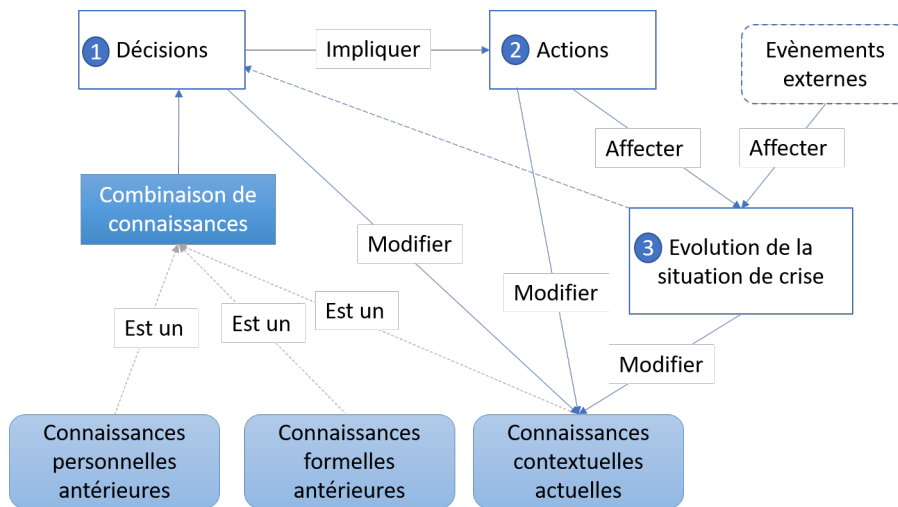 1 Décisions
Impliquer
2 Actions
Evènements
externes
Affecter
Affecter
Combinaison de
connaissances
Modifier
3 Evolution de la
situation de crise
Modifier
Est un
Est un
Est un
Modifier
Connaissances
personnelles
antérieures
Connaissances
formelles
antérieures
Connaissances
contextuelles
actuelles